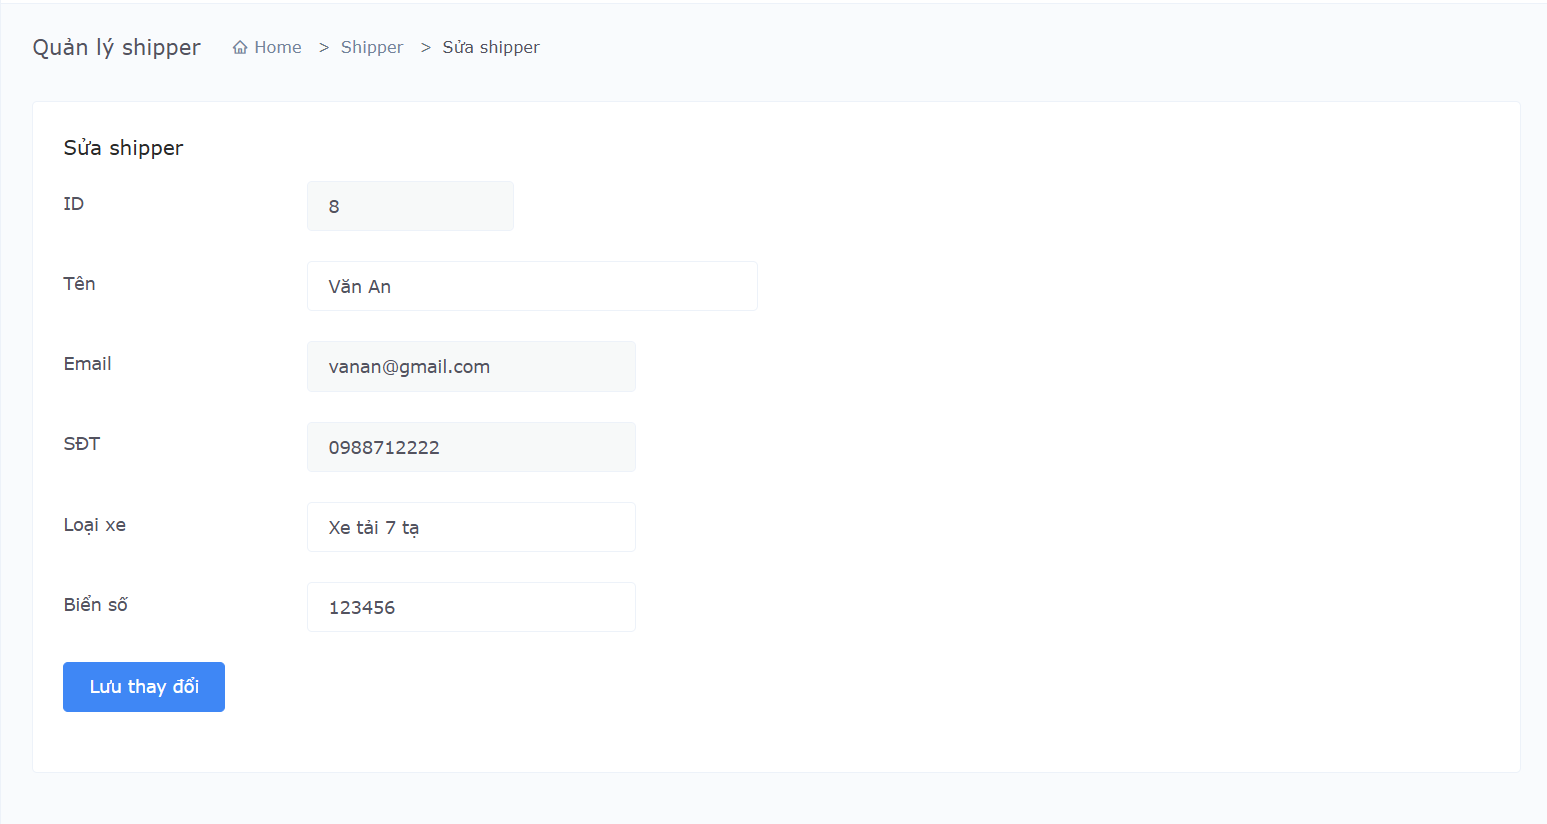 Quản lý shipper Home > Shipper > Sửa shipper
Sửa shipper
ID 8
Tên Văn An
Email vanan@gmail.com
SĐT 0988712222
Loại xe Xe tải 7 tạ
Biển số 123456
Lưu thay đổi